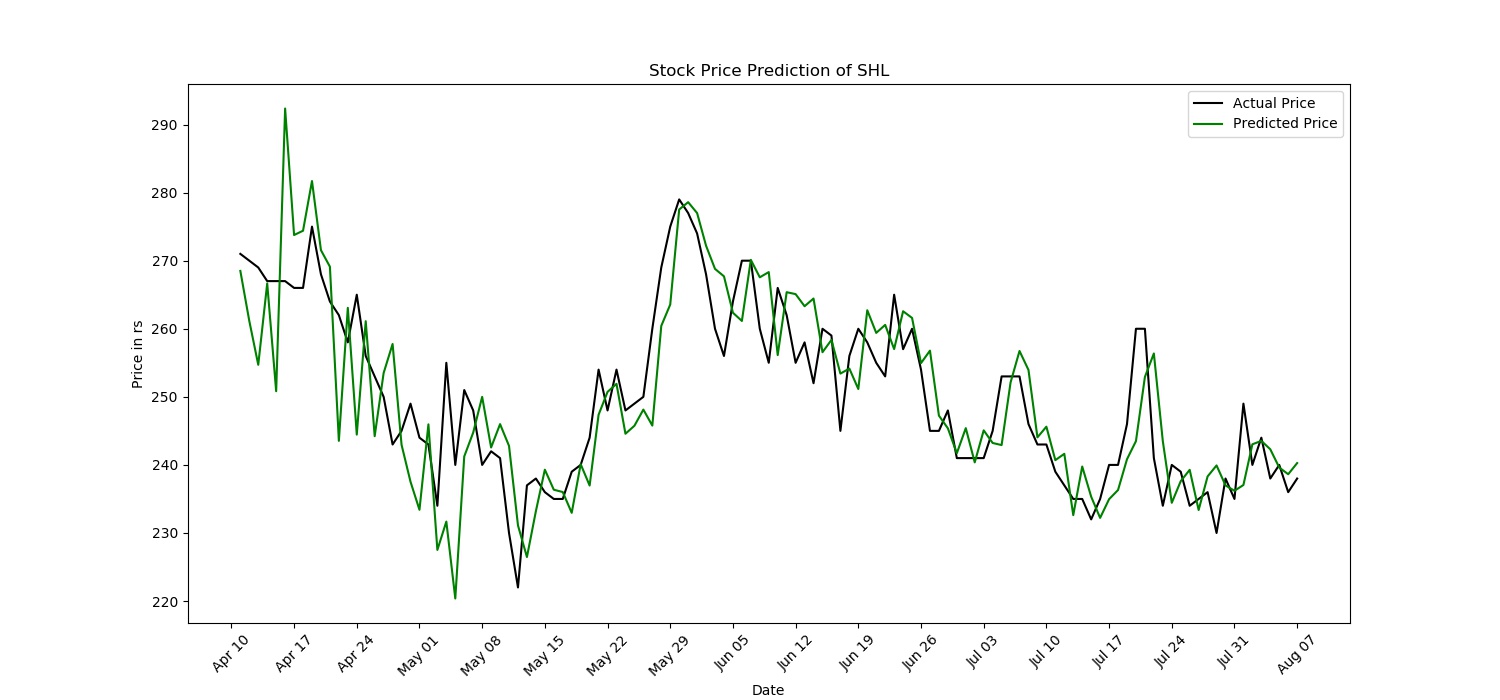 Stock Price Prediction of SHL
Actual Price
Predicted Price
Price in rs
290
280
270
260
250
240
230
220
Apr 10
Apr 17
Apr 24
May 01
May 08
May 15
May 22
May 29
Jun 05
Jun 12
Jun 19
Jun 26
Jul 03
Jul 10
Jul 17
Jul 24
Jul 31
Aug 07
Date